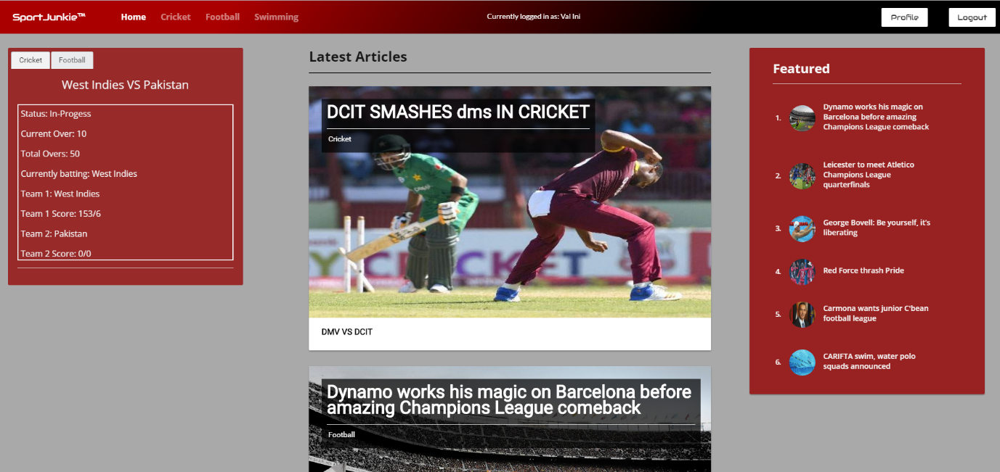 SportJunkie™ Home Cricket Football Swimming Currently logged in as: Val Ini Profile Logout
Cricket Football
West Indies VS Pakistan
Status: In-Progess
Current Over: 10
Total Overs: 50
Currently batting: West Indies
Team 1: West Indies
Team 1 Score: 153/6
Team 2: Pakistan
Team 2 Score: 0/0
Latest Articles
DCIT SMASHES dms IN CRICKET
Cricket
CRICKET
DMV VS DCIT
Dynamo works his magic on Barcelona before
amazing Champions League comeback
Football
Featured
1. Dynamo works his magic on
Barcelona before amazing
Champions League comeback
2. Leicester to meet Atletico
Champions League
quarterfinals
3. George Bovell: Be yourself, it's
liberating
4. Red Force thrash Pride
5. Carmona wants junior C'bean
football league
6. CARIFTA swim, water polo
squads announced